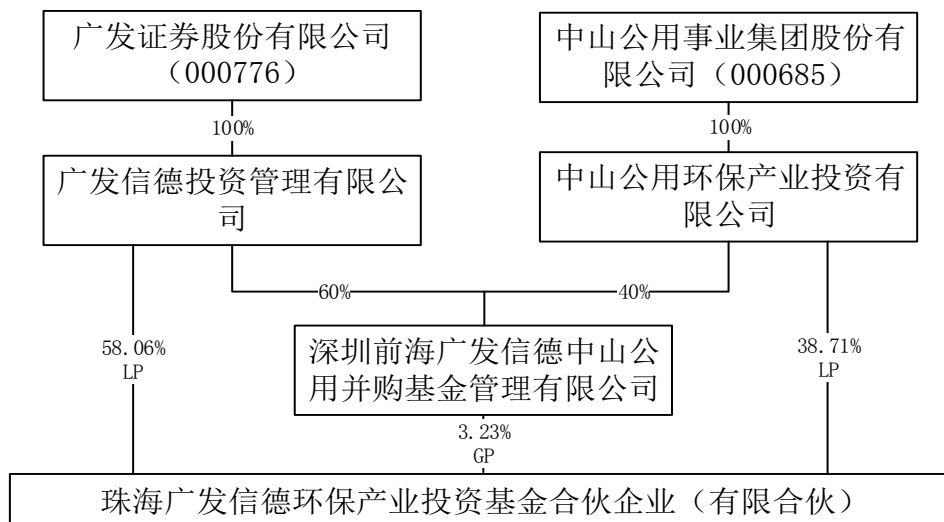 广发证券股份有限公司
（000776）
中山公用事业集团股份有
限公司（000685）
100%
100%
广发信德投资管理有限公
司
中山公用环保产业投资有
限公司
60%
40%
58.06%
LP
深圳前海广发信德中山公
用并购基金管理有限公司
38.71%
LP
3.23%
GP
珠海广发信德环保产业投资基金合伙企业（有限合伙）